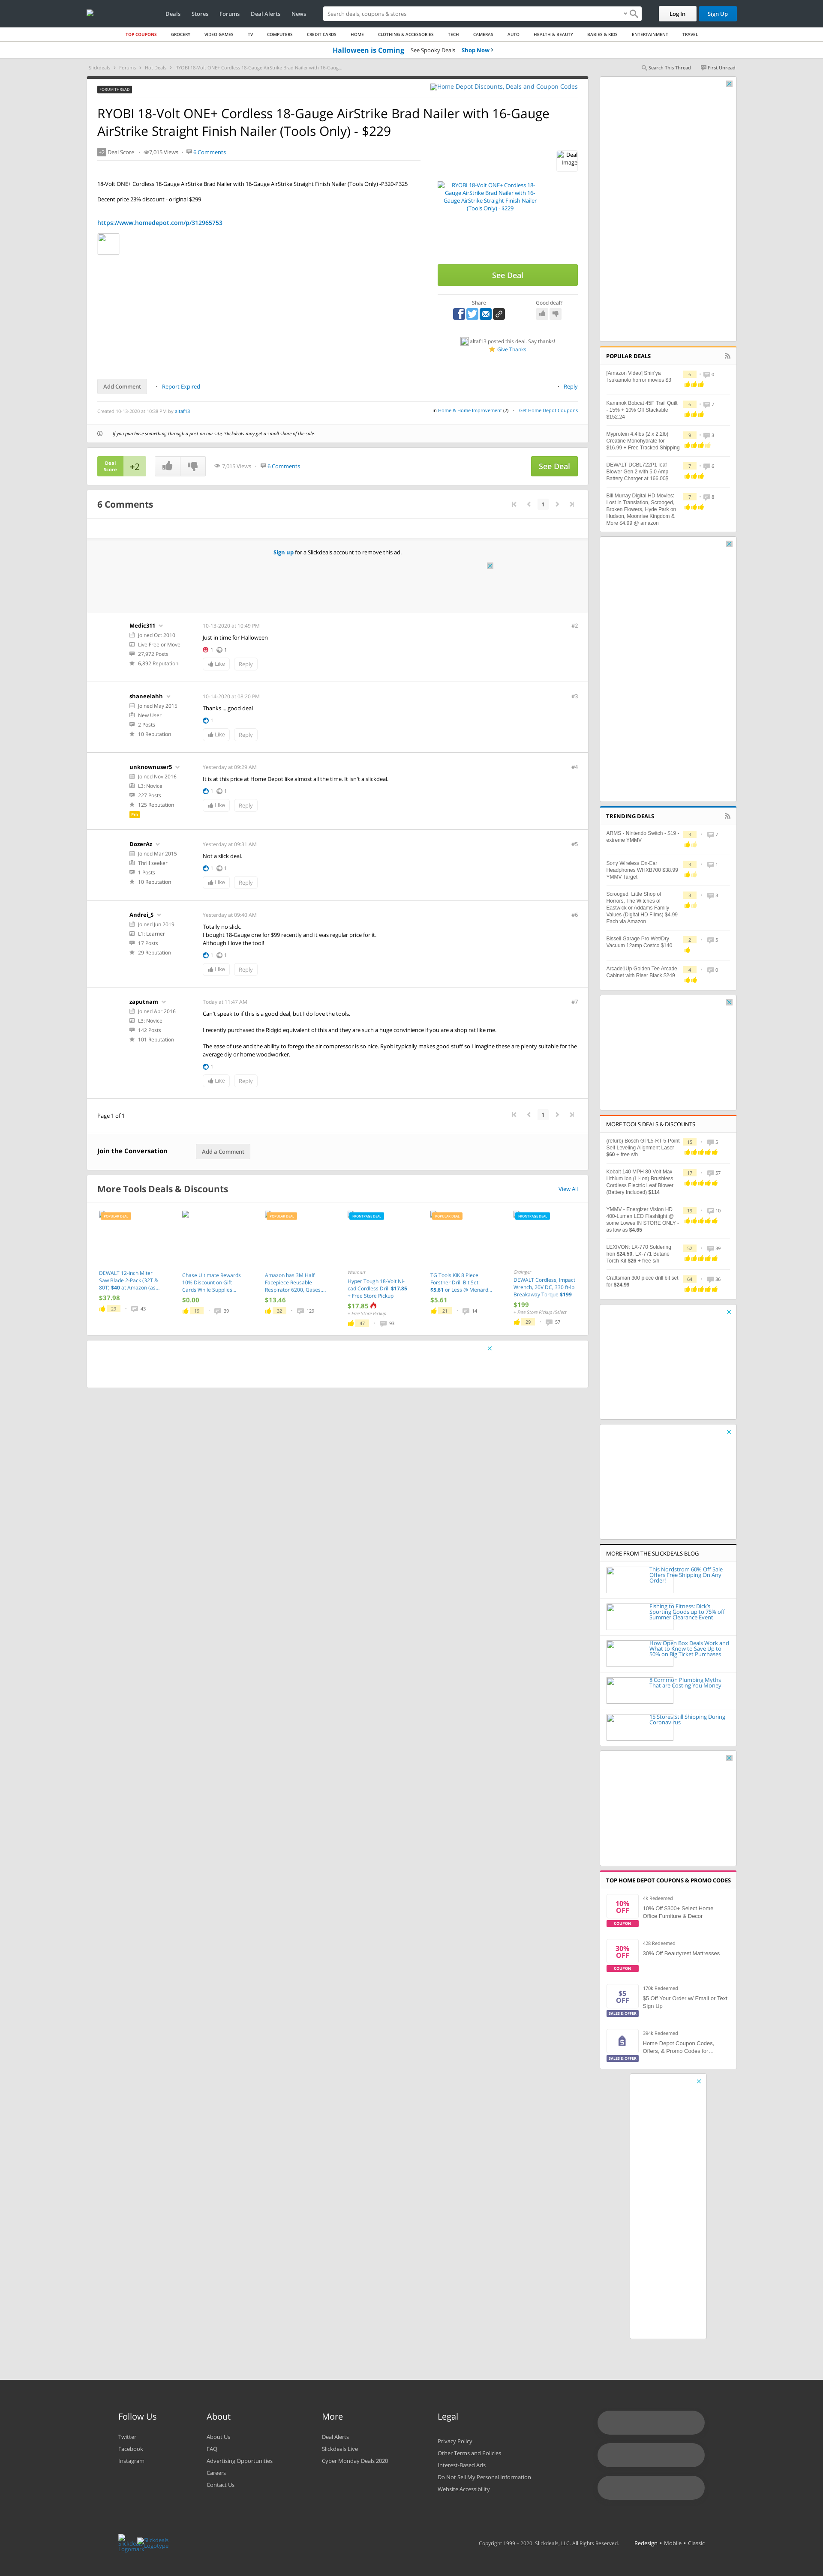 Deals Stores Forums Deal Alerts News
Search deals, coupons & stores
Log In
Sign Up
TOP COUPONS GROCERY VIDEO GAMES TV COMPUTERS CREDIT CARDS HOME CLOTHING & ACCESSORIES TECH CAMERAS AUTO HEALTH & BEAUTY BABIES & KIDS ENTERTAINMENT TRAVEL
Halloween is Coming See Spooky Deals Shop Now
Slickdeals Forums Hot Deals RYOBI 18-Volt ONE+ Cordless 18-Gauge AirStrike Brad Nailer with 16-Gaug...
Search This Thread First Unread
FORUM THREAD
Home Depot Discounts, Deals and Coupon Codes
RYOBI 18-Volt ONE+ Cordless 18-Gauge AirStrike Brad Nailer with 16-Gauge
AirStrike Straight Finish Nailer (Tools Only) - $229
+2 Deal Score 7,015 Views 6 Comments
Deal
Image
18-Volt ONE+ Cordless 18-Gauge AirStrike Brad Nailer with 16-Gauge AirStrike Straight Finish Nailer (Tools Only) -P320-P325
Decent price 23% discount - original $299
https://www.homedepot.com/p/312965753
RYOBI 18-Volt ONE+ Cordless 18-
Gauge AirStrike Brad Nailer with 16-
Gauge AirStrike Straight Finish Nailer
(Tools Only) - $229
See Deal
Share
Good deal?
altaf13 posted this deal. Say thanks!
Give Thanks
Add Comment
Report Expired
Reply
Created 10-13-2020 at 10:38 PM by altaf13
in Home & Home Improvement (2) Get Home Depot Coupons
If you purchase something through a post on our site, Slickdeals may get a small share of the sale.
Deal
Score
+2
7,015 Views 6 Comments
See Deal
6 Comments
1
Sign up for a Slickdeals account to remove this ad.
Medic311
Joined Oct 2010
Live Free or Move
27,972 Posts
6,892 Reputation
10-13-2020 at 10:49 PM
#2
Just in time for Halloween
1 1
Like Reply
shaneelahh
Joined May 2015
New User
2 Posts
10 Reputation
10-14-2020 at 08:20 PM
#3
Thanks ...good deal
1
Like Reply
unknownuser5
Joined Nov 2016
L3: Novice
227 Posts
125 Reputation
Pro
Yesterday at 09:29 AM
#4
It is at this price at Home Depot like almost all the time. It isn't a slickdeal.
1 1
Like Reply
DozerAz
Joined Mar 2015
Thrill seeker
1 Posts
10 Reputation
Yesterday at 09:31 AM
#5
Not a slick deal.
1 1
Like Reply
Andrei_S
Joined Jun 2019
L1: Learner
17 Posts
29 Reputation
Yesterday at 09:40 AM
#6
Totally no slick.
I bought 18-Gauge one for $99 recently and it was regular price for it.
Although I love the tool!
1 1
Like Reply
zaputnam
Joined Apr 2016
L3: Novice
142 Posts
101 Reputation
Today at 11:47 AM
#7
Can't speak to if this is a good deal, but I do love the tools.
I recently purchased the Ridgid equivalent of this and they are such a huge convinience if you are a shop rat like me.
The ease of use and the ability to forego the air compressor is so nice. Ryobi typically makes good stuff so I imagine these are plenty suitable for the
average diy or home woodworker.
1
Like Reply
Page 1 of 1
1
Join the Conversation
Add a Comment
More Tools Deals & Discounts
View All
POPULAR DEAL
DEWALT 12-Inch Miter
Saw Blade 2-Pack (32T &
80T) $40 at Amazon (as...
$37.98
29 43
Chase Ultimate Rewards
10% Discount on Gift
Cards While Supplies...
$0.00
19 39
POPULAR DEAL
Amazon has 3M Half
Facepiece Reusable
Respirator 6200, Gases,...
$13.46
32 129
FRONTPAGE DEAL
Walmart
Hyper Tough 18-Volt Ni-
cad Cordless Drill $17.85
+ Free Store Pickup
$17.85
+ Free Store Pickup
47 93
POPULAR DEAL
TG Tools KIK 8 Piece
Forstner Drill Bit Set:
$5.61 or Less @ Menard...
$5.61
21 14
FRONTPAGE DEAL
Grainger
DEWALT Cordless, Impact
Wrench, 20V DC, 330 ft-lb
Breakaway Torque $199
$199
+ Free Store Pickup (Select
29 57
POPULAR DEALS
[Amazon Video] Shin'ya
Tsukamoto horror movies $3
6 0
Kammok Bobcat 45F Trail Quilt
- 15% + 10% Off Stackable
$152.24
6 7
Myprotein 4.4lbs (2 x 2.2lb)
Creatine Monohydrate for
$16.99 + Free Tracked Shipping
9 3
DEWALT DCBL722P1 leaf
Blower Gen 2 with 5.0 Amp
Battery Charger at 166.00$
7 6
Bill Murray Digital HD Movies:
Lost in Translation, Scrooged,
Broken Flowers, Hyde Park on
Hudson, Moonrise Kingdom &
More $4.99 @ amazon
7 8
TRENDING DEALS
ARMS - Nintendo Switch - $19 -
extreme YMMV
3 7
Sony Wireless On-Ear
Headphones WHXB700 $38.99
YMMV Target
3 1
Scrooged, Little Shop of
Horrors, The Witches of
Eastwick or Addams Family
Values (Digital HD Films) $4.99
Each via Amazon
3 3
Bissell Garage Pro Wet/Dry
Vacuum 12amp Costco $140
2 5
Arcade1Up Golden Tee Arcade
Cabinet with Riser Black $249
4 0
MORE TOOLS DEALS & DISCOUNTS
(refurb) Bosch GPL5-RT 5-Point
Self Leveling Alignment Laser
$60 + free s/h
15 5
Kobalt 140 MPH 80-Volt Max
Lithium Ion (Li-Ion) Brushless
Cordless Electric Leaf Blower
(Battery Included) $114
17 57
YMMV - Energizer Vision HD
400-Lumen LED Flashlight @
some Lowes IN STORE ONLY -
as low as $4.65
19 10
LEXIVON: LX-770 Soldering
Iron $24.50, LX-771 Butane
Torch Kit $28 + free s/h
52 39
Craftsman 300 piece drill bit set
for $24.99
64 36
MORE FROM THE SLICKDEALS BLOG
This Nordstrom 60% Off Sale
Offers Free Shipping On Any
Order!
Fishing to Fitness: Dick's
Sporting Goods up to 75% off
Summer Clearance Event
How Open Box Deals Work and
What to Know to Save Up to
50% on Big Ticket Purchases
8 Common Plumbing Myths
That are Costing You Money
15 Stores Still Shipping During
Coronavirus
TOP HOME DEPOT COUPONS & PROMO CODES
10%
OFF
COUPON
4k Redeemed
10% Off $300+ Select Home
Office Furniture & Decor
30%
OFF
COUPON
428 Redeemed
30% Off Beautyrest Mattresses
$5
OFF
SALES & OFFER
170k Redeemed
$5 Off Your Order w/ Email or Text
Sign Up
SALES & OFFER
394k Redeemed
Home Depot Coupon Codes,
Offers, & Promo Codes for...
Follow Us
Twitter
Facebook
Instagram
About
About Us
FAQ
Advertising Opportunities
Careers
Contact Us
More
Deal Alerts
Slickdeals Live
Cyber Monday Deals 2020
Legal
Privacy Policy
Other Terms and Policies
Interest-Based Ads
Do Not Sell My Personal Information
Website Accessibility
Slickdeals
Logotype
Logomark
Copyright 1999 – 2020. Slickdeals, LLC. All Rights Reserved.
Redesign • Mobile • Classic